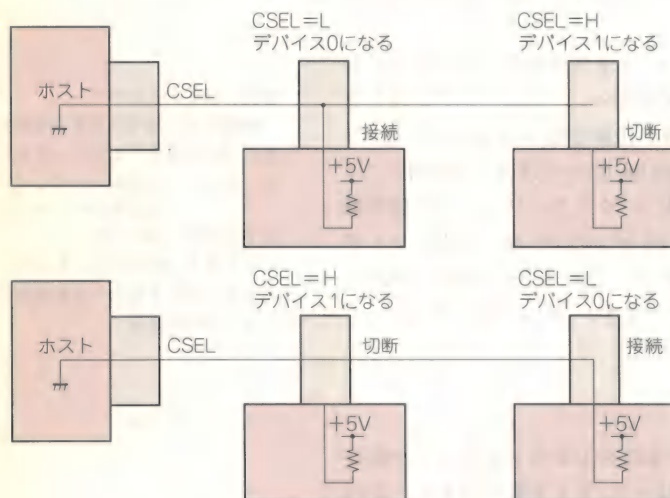 CSEL＝L
デバイス0になる
CSEL＝H
デバイス1になる
ホスト
CSEL
接続
切断
+5V
+5V
CSEL＝H
デバイス1になる
CSEL＝L
デバイス0になる
ホスト
CSEL
切断
接続
+5V
+5V